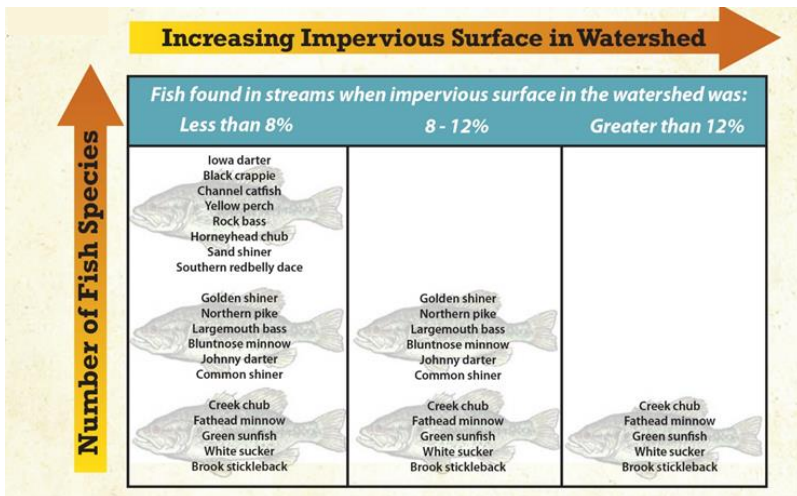 Increasing Impervious Surface in Watershed
Number of Fish Species
Fish found in streams when impervious surface in the watershed was:
Less than 8%
8 - 12%
Greater than 12%
Iowa darter
Black crappie
Channel catfish
Yellow perch
Rock bass
Horneyhead chub
Sand shiner
Southern redbelly dace
Golden shiner
Northern pike
Largemouth bass
Bluntnose minnow
Johnny darter
Common shiner
Creek chub
Fathead minnow
Green sunfish
White sucker
Brook stickleback
Golden shiner
Northern pike
Largemouth bass
Bluntnose minnow
Johnny darter
Common shiner
Creek chub
Fathead minnow
Green sunfish
White sucker
Brook stickleback
Creek chub
Fathead minnow
Green sunfish
White sucker
Brook stickleback